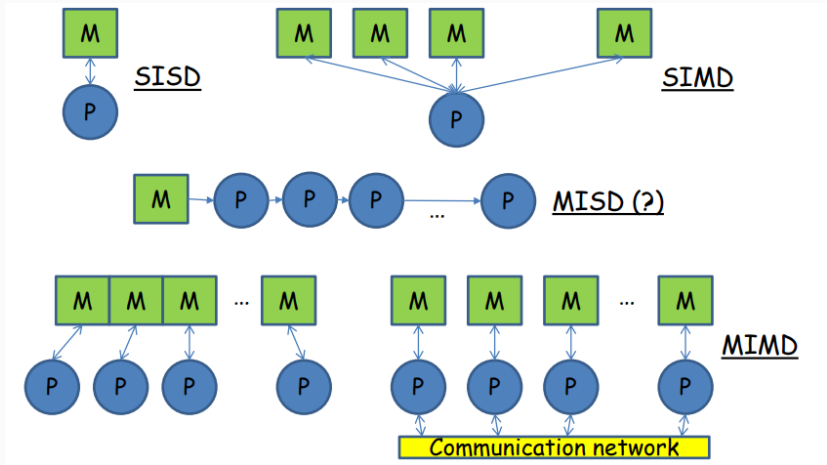 M
P
SISD
M M M M
P
SIMD
M P P P ... P
MISD (?)
M M M ... M
P P P P
M M M ... M
P P P P
MIMD
Communication network